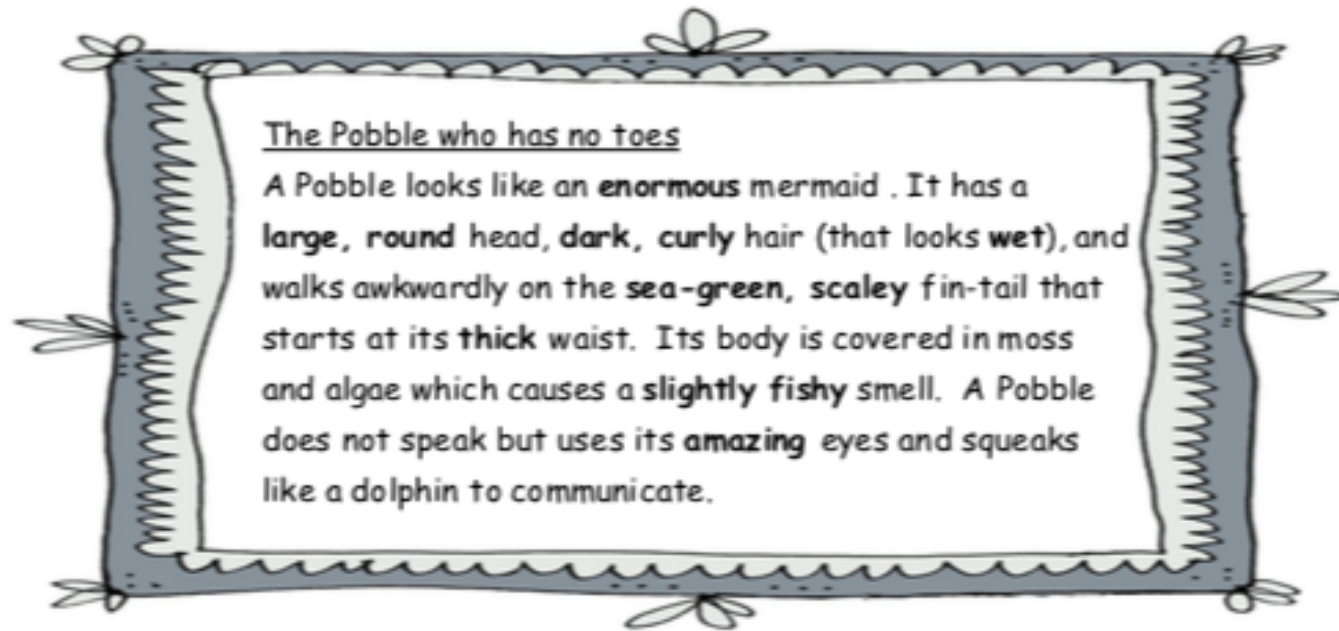 The Pobble who has no toes
A Pobble looks like an enormous mermaid . It has a
large, round head, dark, curly hair (that looks wet), and
walks awkwardly on the sea-green, scaley fin-tail that
starts at its thick waist. Its body is covered in moss
and algae which causes a slightly fishy smell. A Pobble
does not speak but uses its amazing eyes and squeaks
like a dolphin to communicate.